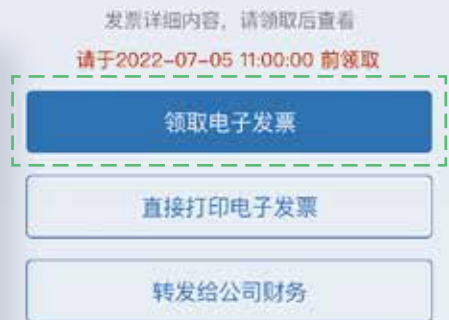 发票详细内容，请领取后查看
请于2022-07-05 11:00:00 前领取
领取电子发票
直接打印电子发票
转发给公司财务